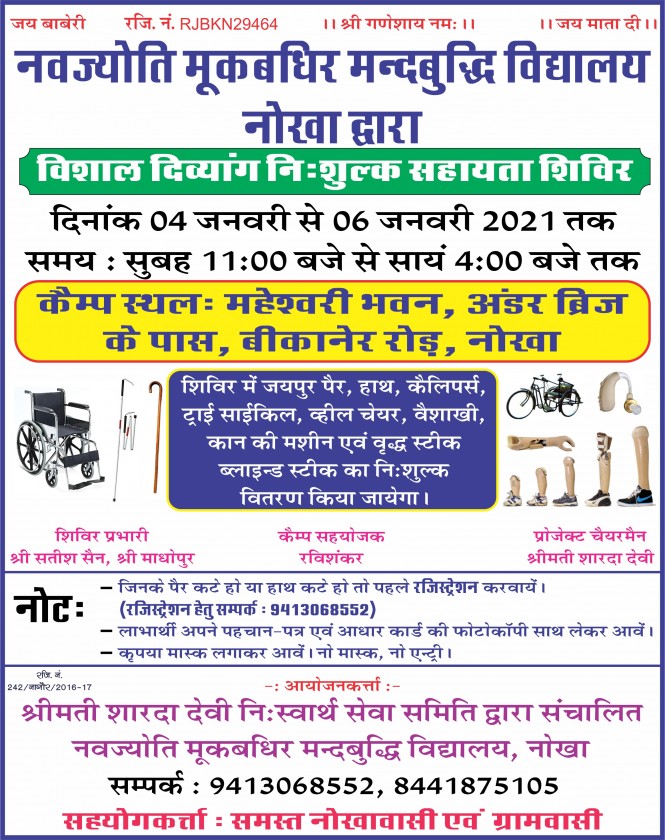 जय बाबेरी रजि. नं. RJBKN29464 ।। श्री गणेशाय नमः ।। ।। जय माता दी ।।
नवज्योति मूकबधिर मन्दबुद्धि विद्यालय
नोखा द्वारा
विशाल दिव्यांग निःशुल्क सहायता शिविर
दिनांक 04 जनवरी से 06 जनवरी 2021 तक
समय : सुबह 11:00 बजे से सायं 4:00 बजे तक
कैम्प स्थलः महेश्वरी भवन, अंडर ब्रिज
के पास, बीकानेर रोड़, नोखा
शिविर में जयपुर पैर, हाथ, कैलिपर्स,
ट्राई साईकिल, व्हील चेयर, वैशाखी,
कान की मशीन एवं वृद्ध स्टीक
ब्लाइन्ड स्टीक का निःशुल्क
वितरण किया जायेगा।
शिविर प्रभारी
श्री सतीश सैन, श्री माधोपुर
कैम्प सहयोजक
रविशंकर
प्रोजेक्ट चैयरमैन
श्रीमती शारदा देवी
नोटः
– जिनके पैर कटे हो या हाथ कटे हो तो पहले रजिस्ट्रेशन करवायें।
(रजिस्ट्रेशन हेतु सम्पर्क : 9413068552)
– लाभार्थी अपने पहचान-पत्र एवं आधार कार्ड की फोटोकॉपी साथ लेकर आवें।
– कृपया मास्क लगाकर आवें। नो मास्क, नो एन्ट्री।
रजि. नं.
242/नागौर/2016-17
-: आयोजनकर्त्ता :-
श्रीमती शारदा देवी निःस्वार्थ सेवा समिति द्वारा संचालित
नवज्योति मूकबधिर मन्दबुद्धि विद्यालय, नोखा
सम्पर्क : 9413068552, 8441875105
सहयोगकर्त्ता : समस्त नोखावासी एवं ग्रामवासी